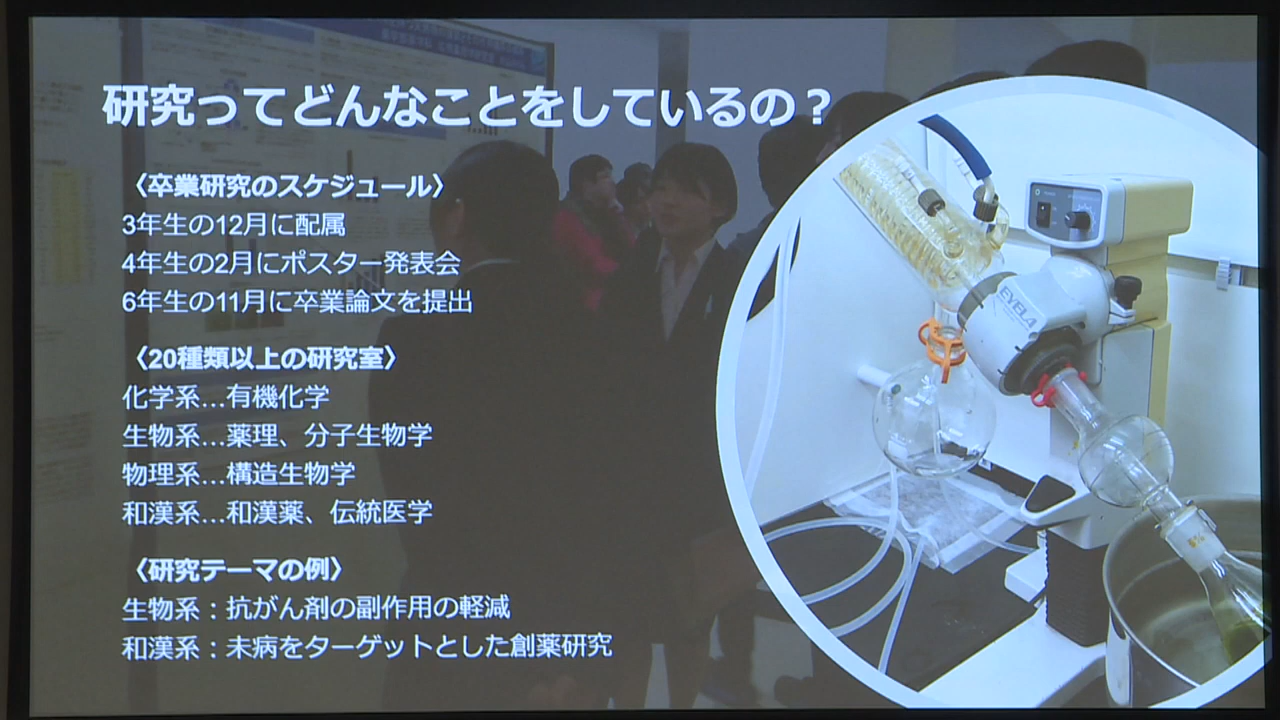 研究ってどんなことをしているの？
〈卒業研究のスケジュール〉
3年生の12月に配属
4年生の2月にポスター発表会
6年生の11月に卒業論文を提出
〈20種類以上の研究室〉
化学系…有機化学
生物系…薬理、分子生物学
物理系…構造生物学
和漢系…和漢薬、伝統医学
〈研究テーマの例〉
生物系：抗がん剤の副作用の軽減
和漢系：未病をターゲットとした創薬研究
EYELA